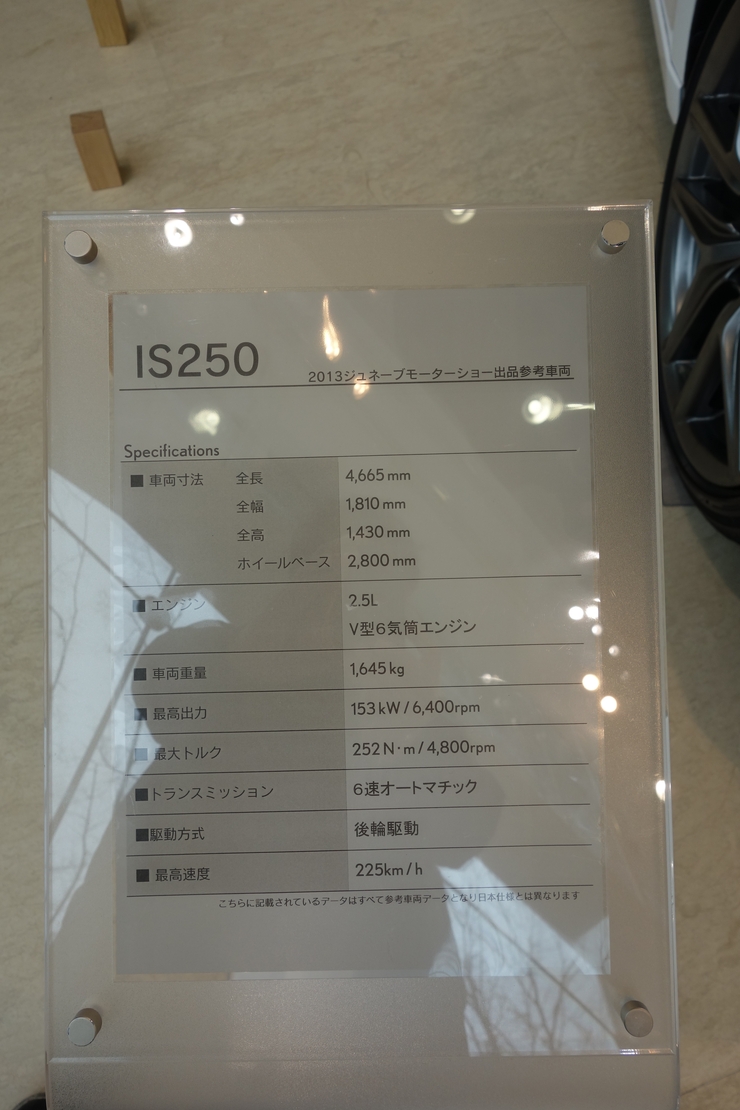 IS250
2013ジュネーブモーターショー出品参考車両
Specifications
■ 車両寸法 全長 4,665 mm
全幅 1,810 mm
全高 1,430 mm
ホイールベース 2,800 mm
■ エンジン 2.5L
V型6気筒エンジン
■ 車両重量 1,645 kg
■ 最高出力 153 kW / 6,400rpm
■ 最大トルク 252 N・m / 4,800rpm
■トランスミッション 6速オートマチック
■駆動方式 後輪駆動
■ 最高速度 225km / h
こちらに記載されているデータはすべて参考車両データとなり日本仕様とは異なります